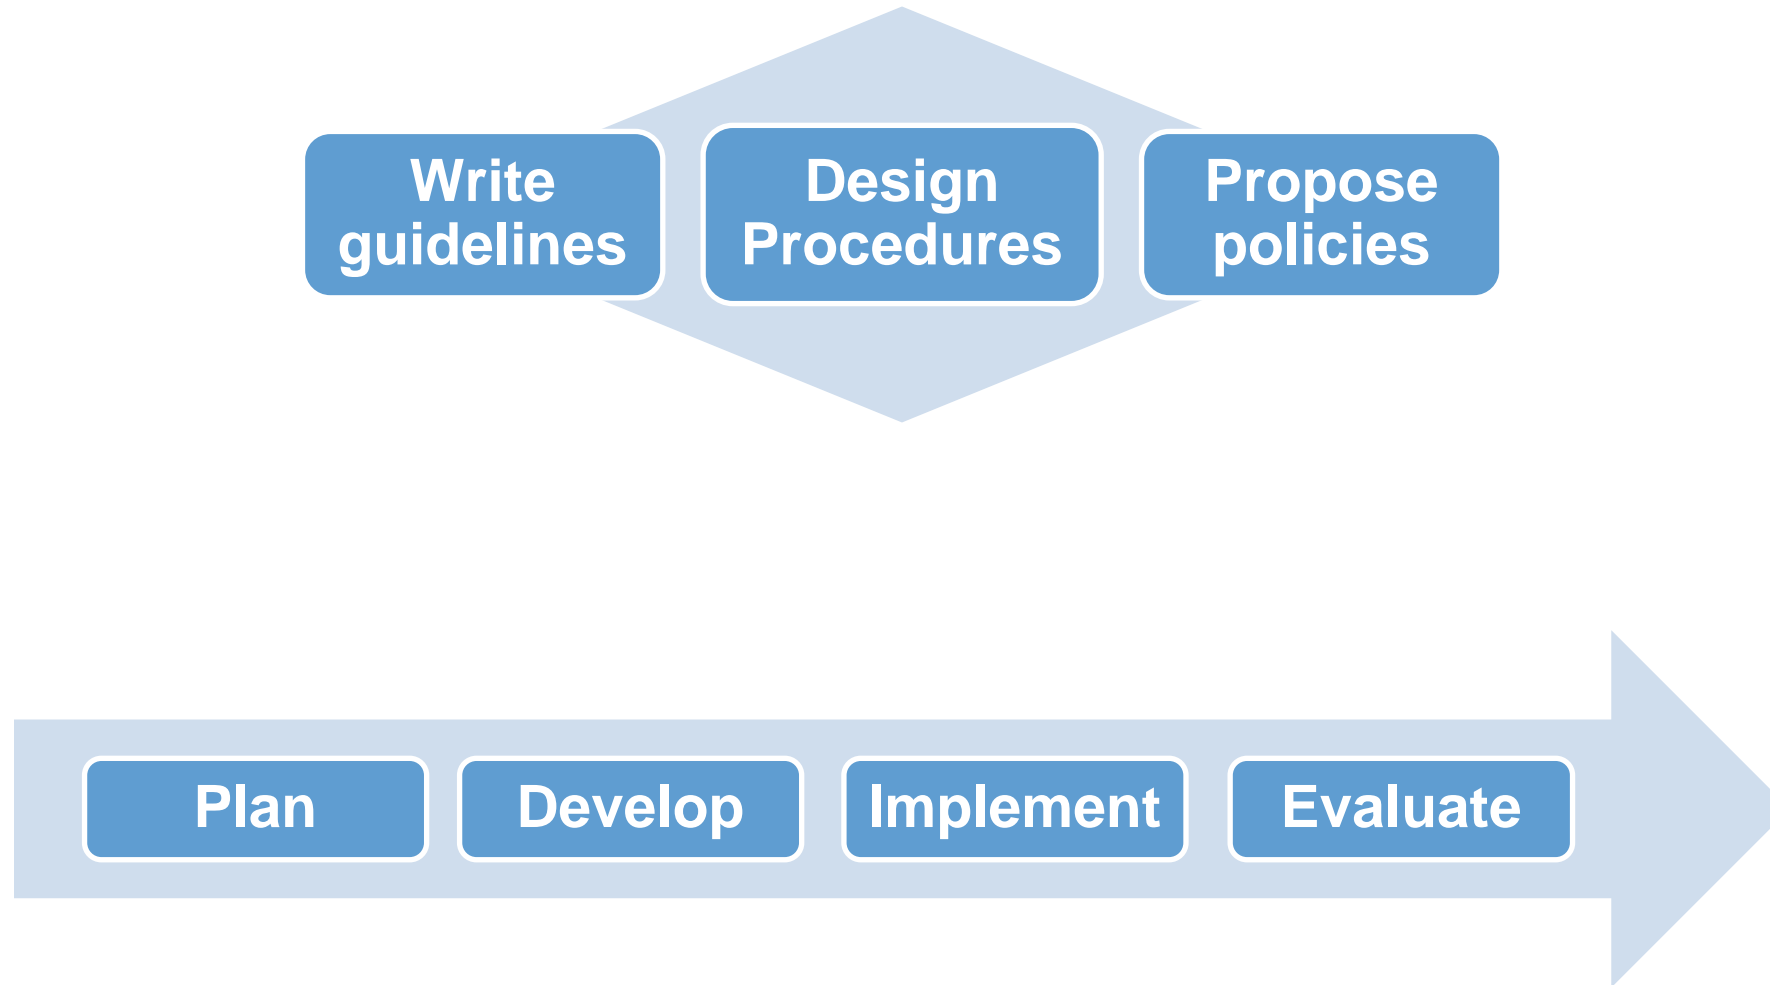 Write
guidelines
Design
Procedures
Propose
policies
Plan
Develop
Implement
Evaluate